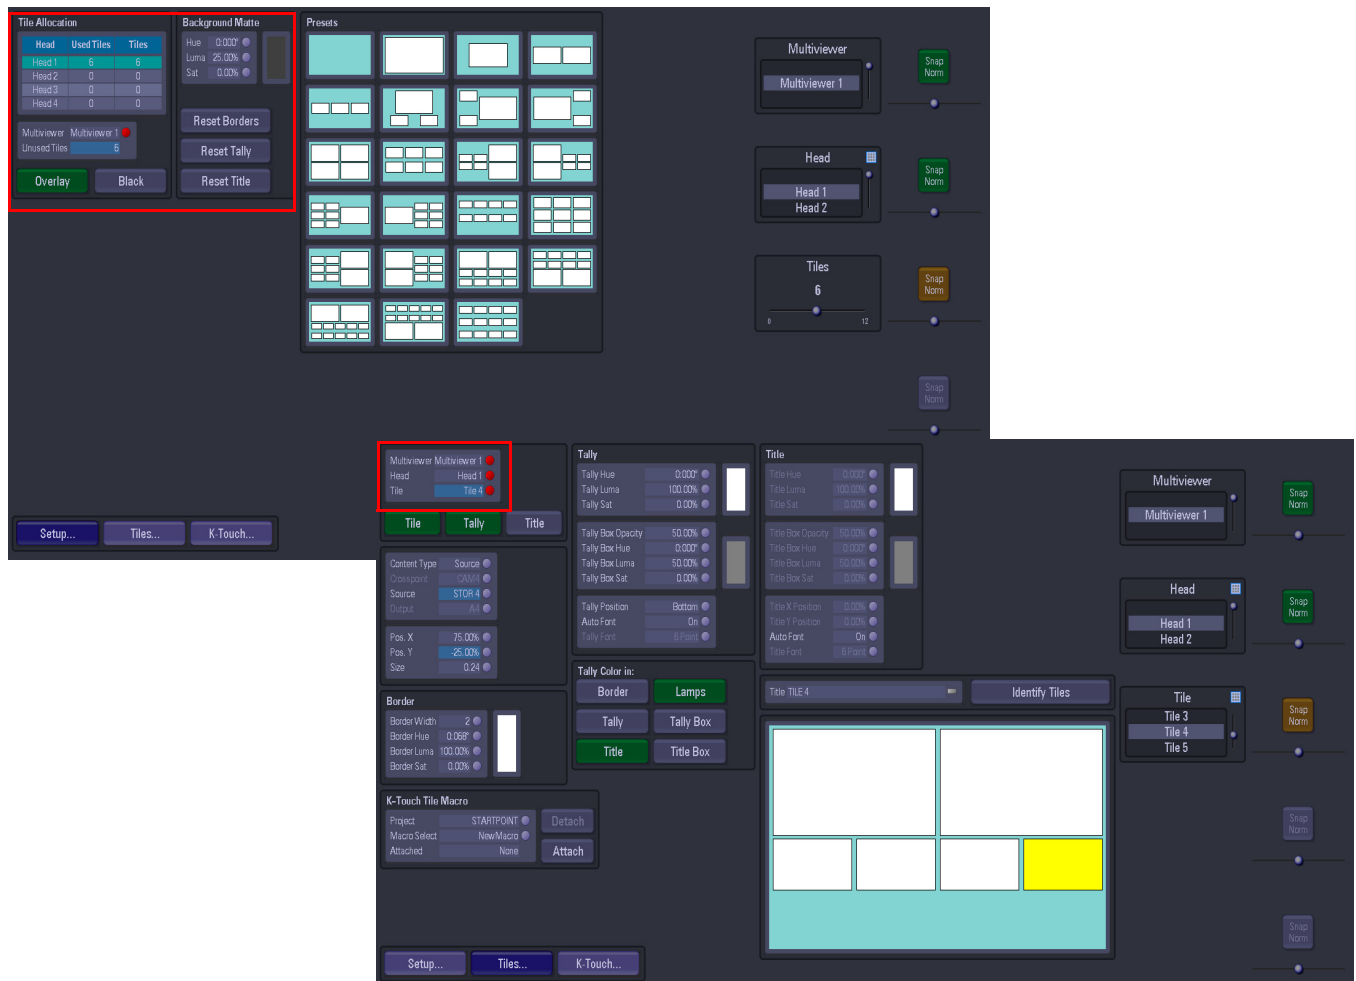 Tile Allocation
Head Used Tiles Tiles
Head 1 6 6
Head 2 0 0
Head 3 0 0
Head 4 0 0
Multiviewer Multiviewer 1
Unused Tiles 6
Overlay Black
Background Matte
Hue 0.000°
Luma 25.00%
Sat 0.00%
Reset Borders
Reset Tally
Reset Title
Presets
Multiviewer
Multiviewer 1
Snap
Norm
Head
Head 1
Head 2
Snap
Norm
Tiles
6
0 12
Snap
Norm
Snap
Norm
Setup... Tiles... K-Touch...
Multiviewer Multiviewer 1
Head Head 1
Tile Tile 4
Tile Tally Title
Content Type Source
Crosspoint CAM4
Source STOR 4
Output A4
Pos. X 75.00%
Pos. Y -25.00%
Size 0.24
Border
Border Width 2
Border Hue 0.068°
Border Luma 100.00%
Border Sat 0.00%
K-Touch Tile Macro
Project STARTPOINT
Macro Select NewMacro
Attached None
Detach
Attach
Tally
Tally Hue 0.000°
Tally Luma 100.00%
Tally Sat 0.00%
Tally Box Opacity 50.00%
Tally Box Hue 0.000°
Tally Box Luma 50.00%
Tally Box Sat 0.00%
Tally Position Bottom
Auto Font On
Tally Font 6 Point
Tally Color in:
Border Lamps
Tally Tally Box
Title Title Box
Title
Title Hue 0.000°
Title Luma 100.00%
Title Sat 0.00%
Title Box Opacity 50.00%
Title Box Hue 0.000°
Title Box Luma 50.00%
Title Box Sat 0.00%
Title X Position 0.00%
Title Y Position 0.00%
Auto Font On
Title Font 6 Point
Title TILE 4
Identify Tiles
Multiviewer
Multiviewer 1
Snap
Norm
Head
Head 1
Head 2
Snap
Norm
Tile
Tile 3
Tile 4
Tile 5
Snap
Norm
Snap
Norm
Snap
Norm
Setup... Tiles... K-Touch...